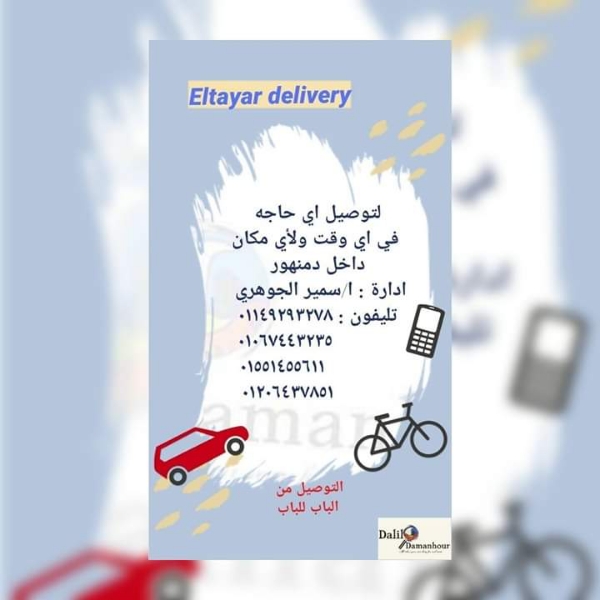 Eltayar delivery
لتوصيل اي حاجه
في اي وقت ولأي مكان
داخل دمنهور
ادارة : ا/سمير الجوهري
تليفون : ٠١١٤٩٢٩٣٢٧٨
٠١٠٦٧٤٤٣٢٣٥
٠١٥٥١٤٥٥٦١١
٠١٢٠٦٤٣٧٨٥١
التوصيل من
الباب للباب
Dalil
Damanhour